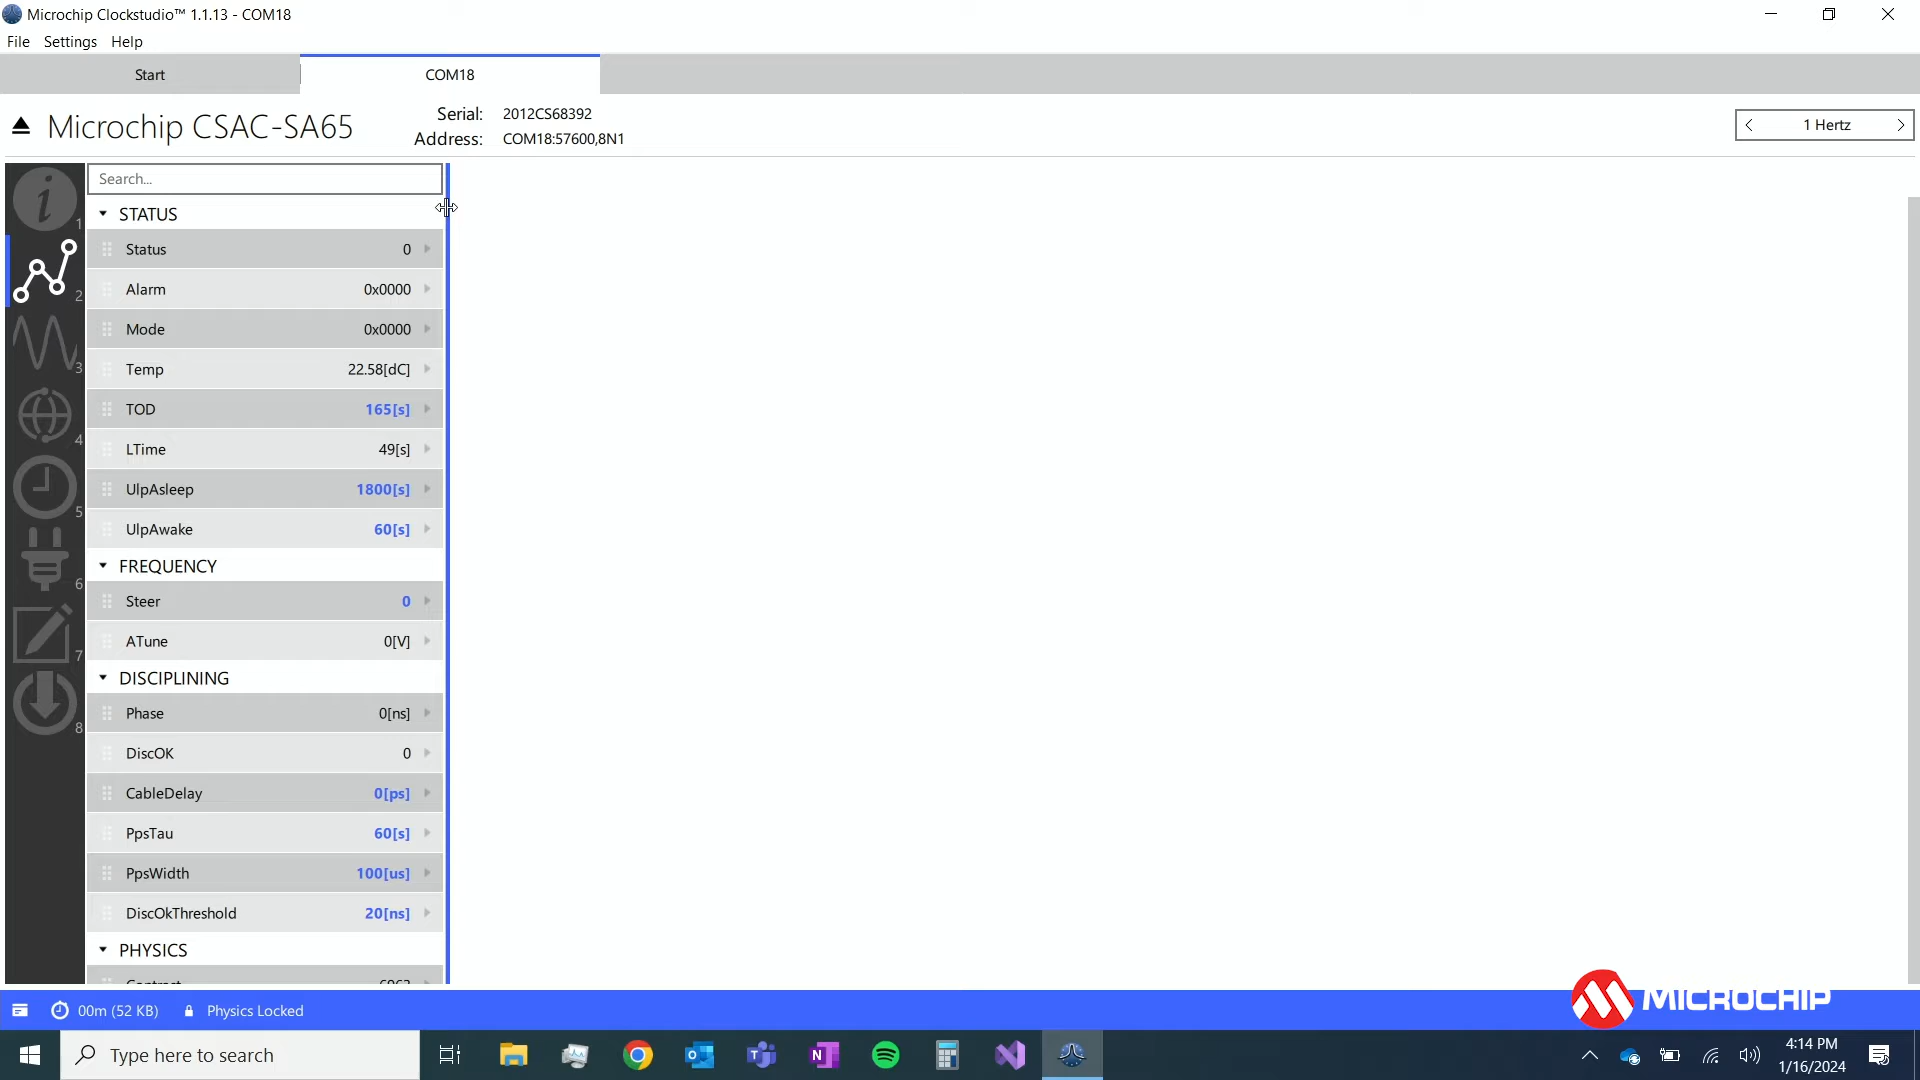 Microchip Clockstudio™ 1.1.13 - COM18
File Settings Help
Start COM18
Microchip CSAC-SA65
Serial: 2012CS68392
Address: COM18:57600,8N1
1 Hertz
1
2
3
4
5
6
7
8
Search...
STATUS
Status 0
Alarm 0x0000
Mode 0x0000
Temp 22.58[dC]
TOD 165[s]
LTime 49[s]
UlpAsleep 1800[s]
UlpAwake 60[s]
FREQUENCY
Steer 0
ATune 0[V]
DISCIPLINING
Phase 0[ns]
DiscOK 0
CableDelay 0[ps]
PpsTau 60[s]
PpsWidth 100[us]
DiscOkThreshold 20[ns]
PHYSICS
00m (52 KB) Physics Locked
MICROCHIP
Type here to search
4:14 PM
1/16/2024